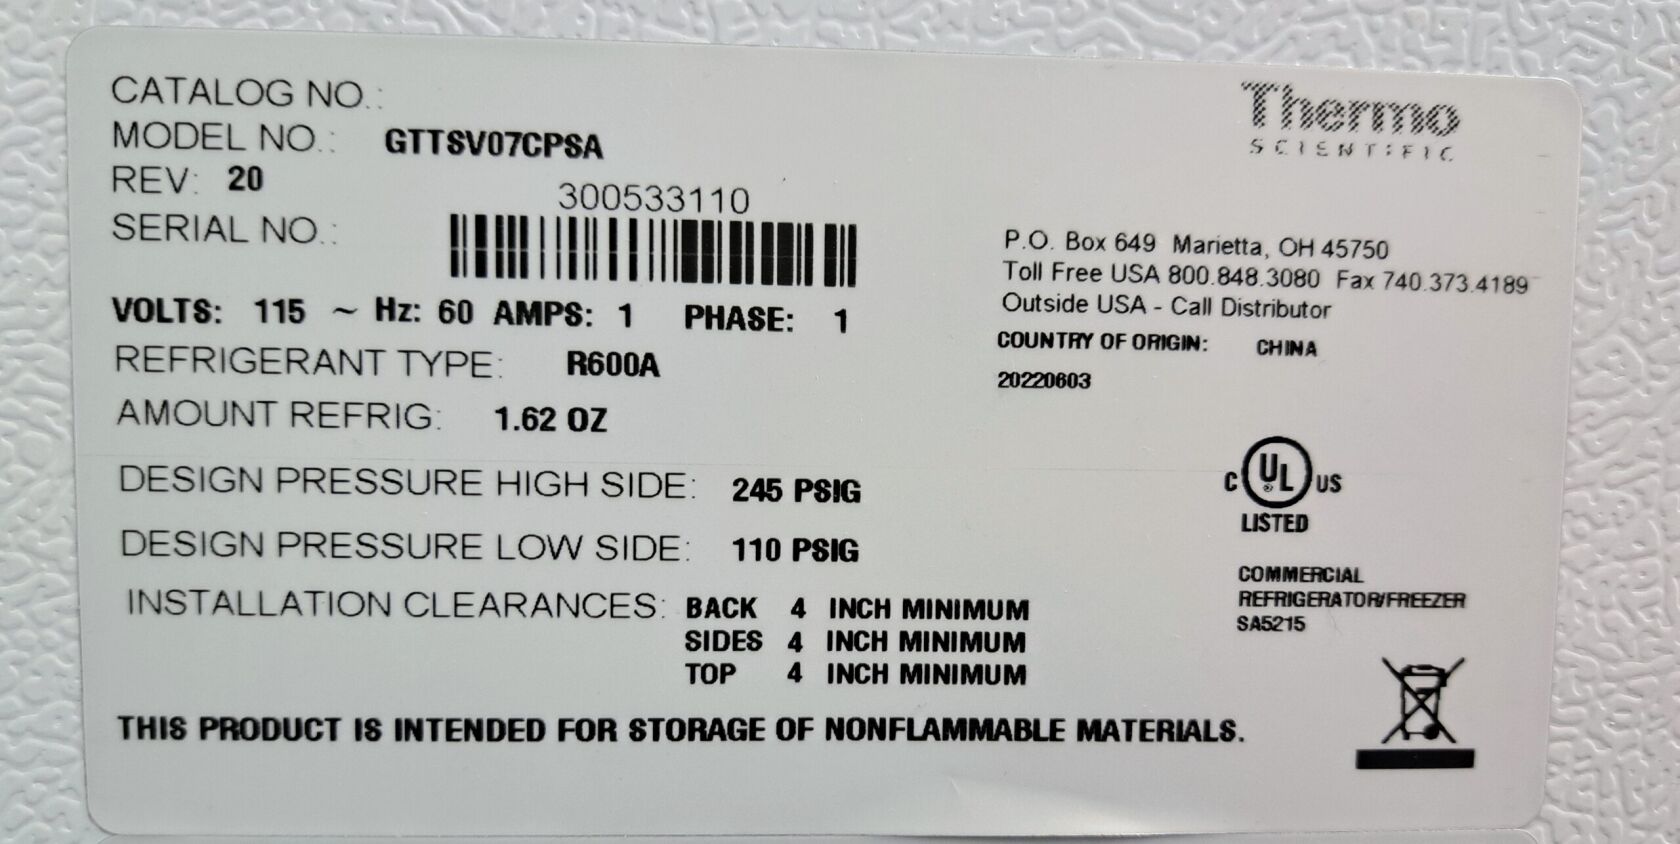 CATALOG NO.:
MODEL NO.: GTTSV07CPSA
REV: 20
300533110
SERIAL NO.:
VOLTS: 115 ~ Hz: 60 AMPS: 1 PHASE: 1
REFRIGERANT TYPE: R600A
AMOUNT REFRIG: 1.62 OZ
DESIGN PRESSURE HIGH SIDE: 245 PSIG
DESIGN PRESSURE LOW SIDE: 110 PSIG
INSTALLATION CLEARANCES: BACK 4 INCH MINIMUM
SIDES 4 INCH MINIMUM
TOP 4 INCH MINIMUM
THIS PRODUCT IS INTENDED FOR STORAGE OF NONFLAMMABLE MATERIALS.
Thermo
SCIENTIFIC
P.O. Box 649 Marietta, OH 45750
Toll Free USA 800.848.3080 Fax 740.373.4189
Outside USA - Call Distributor
COUNTRY OF ORIGIN: CHINA
20220603
C UL ® US
LISTED
COMMERCIAL
REFRIGERATOR/FREEZER
SA5215